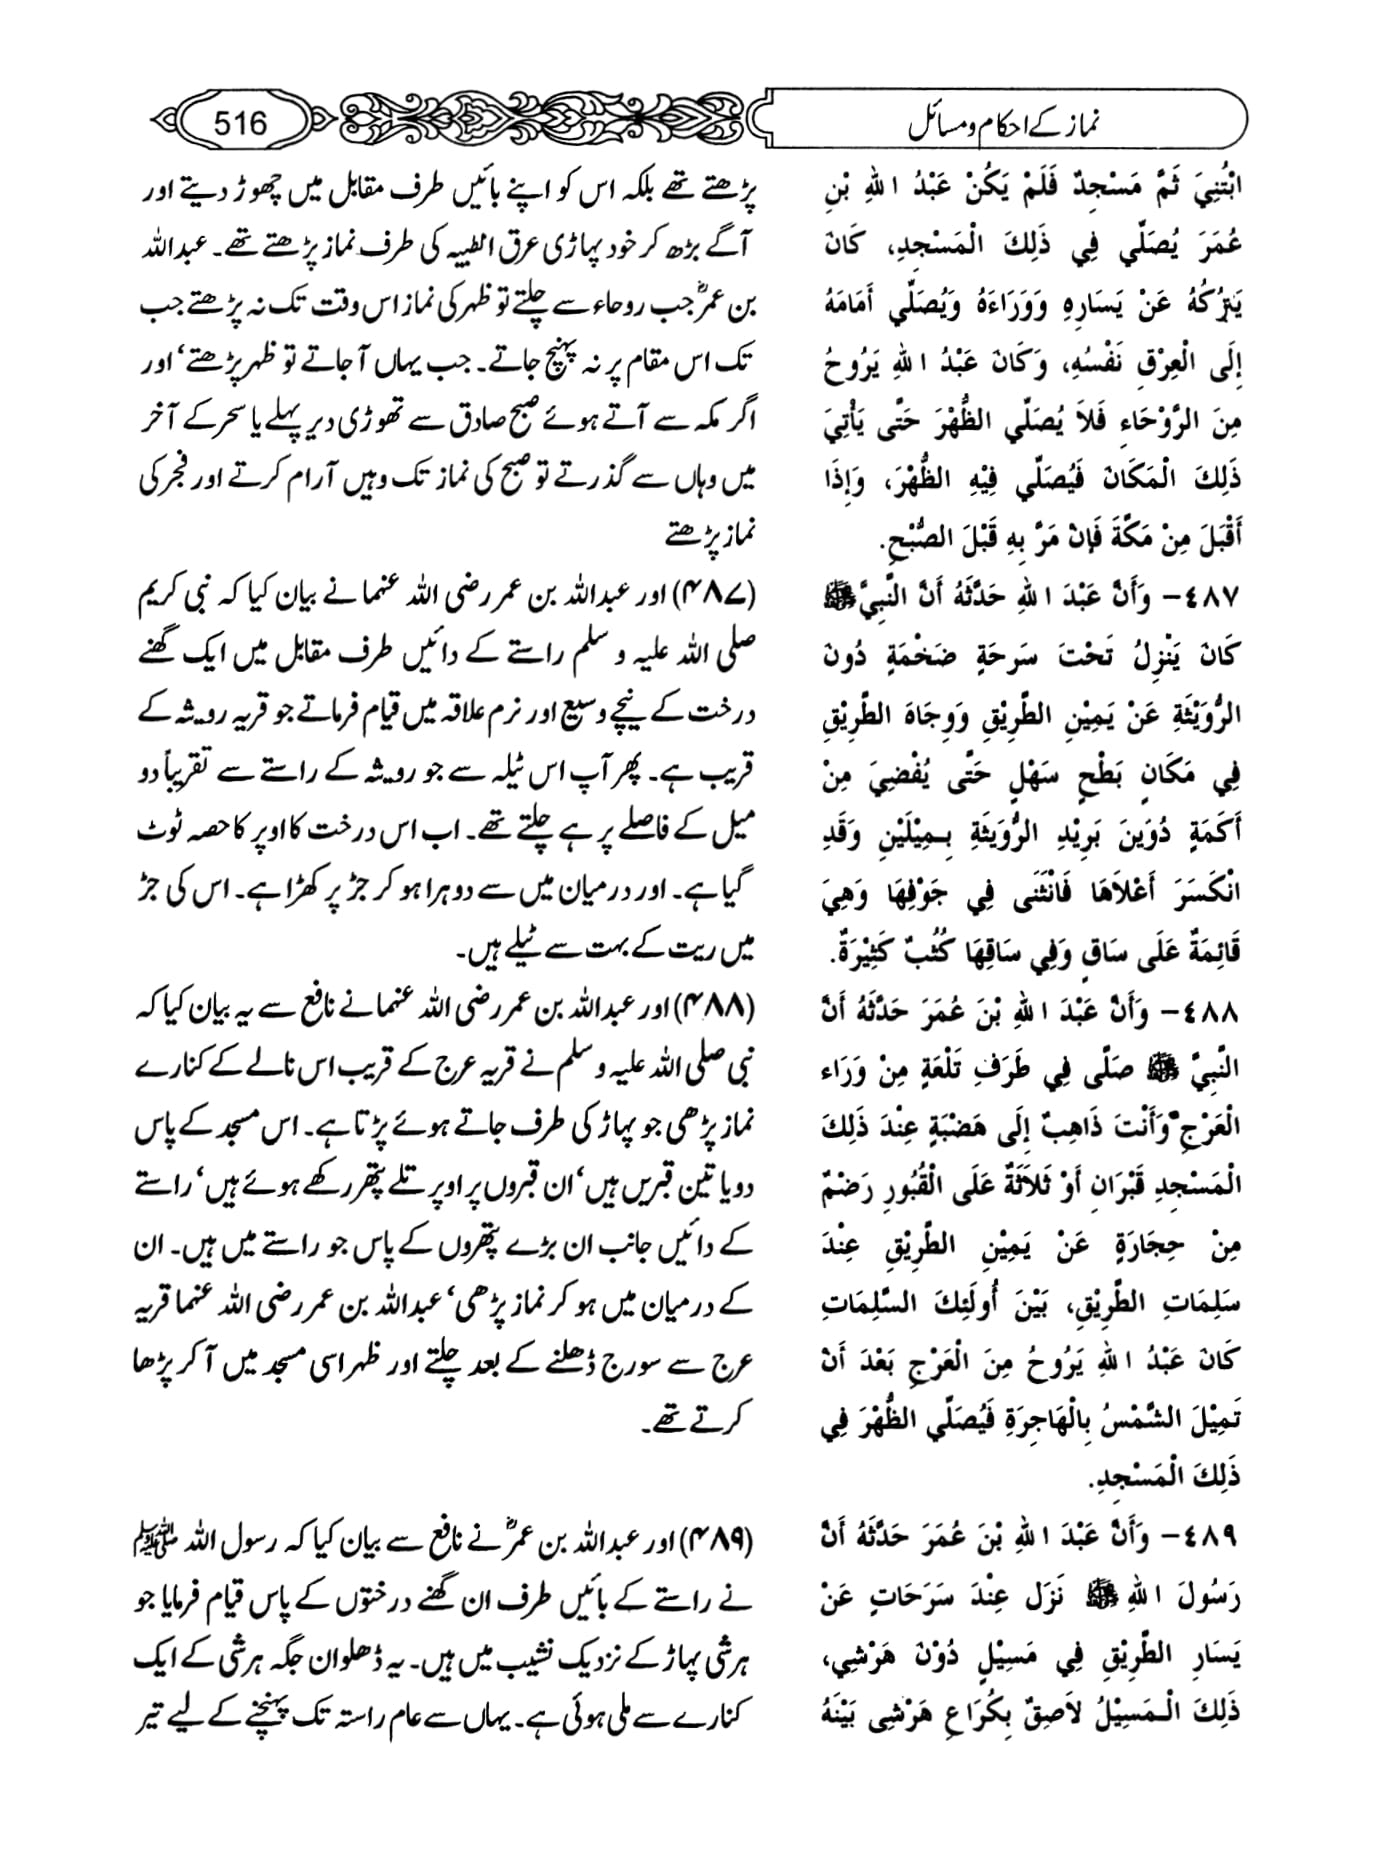 نماز کے احکام و مسائل
516
ابْتُنِيَ ثَمَّ مَسْجِدٌ فَلَمْ يَكُنْ عَبْدُ اللهِ بْنِ
عُمَرَ يُصَلِّي فِي ذَلِكَ الْمَسْجِدِ، كَانَ
يَتْرُكُهُ عَنْ يَسَارِهِ وَوَرَاءَهُ وَيُصَلِّي أَمَامَهُ
إِلَى الْعِرْقِ نَفْسُهِ، وَكَانَ عَبْدُ اللهِ يَرُوحُ
مِنَ الرَّوْحَاءِ فَلاَ يُصَلِّي الظُّهْرَ حَتَّى يَأْتِيَ
ذَلِكَ الْمَكَانَ فَيُصَلِّي فِيْهِ الظُّهْرَ، وَإِذَا
أَقْبَلَ مِنْ مَكَّةَ فَإِنْ مَرَّ بِهِ قَبْلَ الصُّبْحِ.
٤٨٧- وَأَنَّ عَبْدَ اللهِ حَدَّثَهُ أَنَّ النَّبِيَّ ﷺ
كَانَ يَنْزِلُ تَحْتَ سَرحَةٍ ضَخْمَةٍ دُونَ
الرُّوَيْثَةِ عَنْ يَمِيْنِ الطَّرِيْقِ وَوِجَاهَ الطَّرِيْقِ
فِي مَكَانٍ بَطْحٍ سَهْلٍ حَتَّى يُفْضِيَ مِنْ
أَكَمَةٍ دُوَينَ بَرِيْدِ الرُّوَيثَةِ بِمِيْلَيْنِ وَقَدِ
انْكَسَرَ أَعْلاَهَا فَانْثَنَى فِي جَوْفِهَا وَهِيَ
قَائِمَةٌ عَلَى سَاقٍ وَفِي سَاقِهَا كُثُبٌ كَثِيْرَةٌ.
٤٨٨- وَأَنَّ عَبْدَ اللهِ بْنَ عُمَرَ حَدَّثَهُ أَنَّ
النَّبِيَّ ﷺ صَلَّى فِي طَرَفِ تَلْعَةٍ مِنْ وَرَاء
الْعَرْجِ وَأَنْتَ ذَاهِبٌ إِلَى هَضْبَةٍ عِنْدَ ذَلِكَ
الْمَسْجِدِ قَبْرَانِ أَوْ ثَلاَثَةٌ عَلَى الْقُبُورِ رَضْمٌ
مِنْ حِجَارَةٍ عَنْ يَمِيْنِ الطَّرِيْقِ عِنْدَ
سَلِمَاتِ الطَّرِيْقِ، بَيْنَ أُولَئِكَ السَّلِمَاتِ
كَانَ عَبْدُ اللهِ يَرُوحُ مِنَ الْعَرْجِ بَعْدَ أَنْ
تَمِيْلَ الشَّمْسُ بِالْهَاجِرَةِ فَيُصَلِّي الظُّهْرَ فِي
ذَلِكَ الْمَسْجِدِ.
٤٨٩- وَأَنَّ عَبْدَ اللهِ بْنَ عُمَرَ حَدَّثَهُ أَنَّ
رَسُولَ اللهِ ﷺ نَزَلَ عِنْدَ سَرَحَاتٍ عَنْ
يَسَارِ الطَّرِيْقِ فِي مَسِيْلٍ دُوْنَ هَرْشِي،
ذَلِكَ الْمَسِيْلُ لاَصِقٌ بِكُرَاعِ هَرْشِى بَيْنَهُ
پڑھتے تھے بلکہ اس کو اپنے بائیں طرف مقابل میں چھوڑ دیتے اور
آگے بڑھ کر خود پہاڑی عرق الطبیہ کی طرف نماز پڑھتے تھے۔ عبداللہ
بن عمرؓ جب روحاء سے چلتے تو ظہر کی نماز اس وقت تک نہ پڑھتے جب
تک اس مقام پر نہ پہنچ جاتے۔ جب یہاں آ جاتے تو ظہر پڑھتے‘ اور
اگر مکہ سے آتے ہوئے صبح صادق سے تھوڑی دیر پہلے یا سحر کے آخر
میں وہاں سے گذرتے تو صبح کی نماز تک وہیں آرام کرتے اور فجر کی
نماز پڑھتے
(۴۸۷) اور عبداللہ بن عمر رضی اللہ عنہما نے بیان کیا کہ نبی کریم
صلی اللہ علیہ و سلم راستے کے دائیں طرف مقابل میں ایک گھنے
درخت کے نیچے وسیع اور نرم علاقہ میں قیام فرماتے جو قریہ رویثہ کے
قریب ہے۔ پھر آپ اس ٹیلہ سے جو رویثہ کے راستے سے تقریباً دو
میل کے فاصلے پر ہے چلتے تھے۔ اب اس درخت کا اوپر کا حصہ ٹوٹ
گیا ہے۔ اور درمیان میں سے دوہرا ہو کر جڑ پر کھڑا ہے۔ اس کی جڑ
میں ریت کے بہت سے ٹیلے ہیں۔
(۴۸۸) اور عبداللہ بن عمر رضی اللہ عنہما نے نافع سے یہ بیان کیا کہ
نبی صلی اللہ علیہ و سلم نے قریہ عرج کے قریب اس نالے کے کنارے
نماز پڑھی جو پہاڑ کی طرف جاتے ہوئے پڑتا ہے۔ اس مسجد کے پاس
دو یا تین قبریں ہیں‘ ان قبروں پر اوپر تلے پتھر رکھے ہوئے ہیں‘ راستے
کے دائیں جانب ان بڑے پتھروں کے پاس جو راستے میں ہیں۔ ان
کے درمیان میں ہو کر نماز پڑھی‘ عبداللہ بن عمر رضی اللہ عنہما قریہ
عرج سے سورج ڈھلنے کے بعد چلتے اور ظہر اسی مسجد میں آ کر پڑھا
کرتے تھے۔
(۴۸۹) اور عبداللہ بن عمرؓ نے نافع سے بیان کیا کہ رسول اللہ ﷺ
نے راستے کے بائیں طرف ان گھنے درختوں کے پاس قیام فرمایا جو
ہرشی پہاڑ کے نزدیک نشیب میں ہیں۔ یہ ڈھلوان جگہ ہرشی کے ایک
کنارے سے ملی ہوئی ہے۔ یہاں سے عام راستہ تک پہنچنے کے لیے تیر